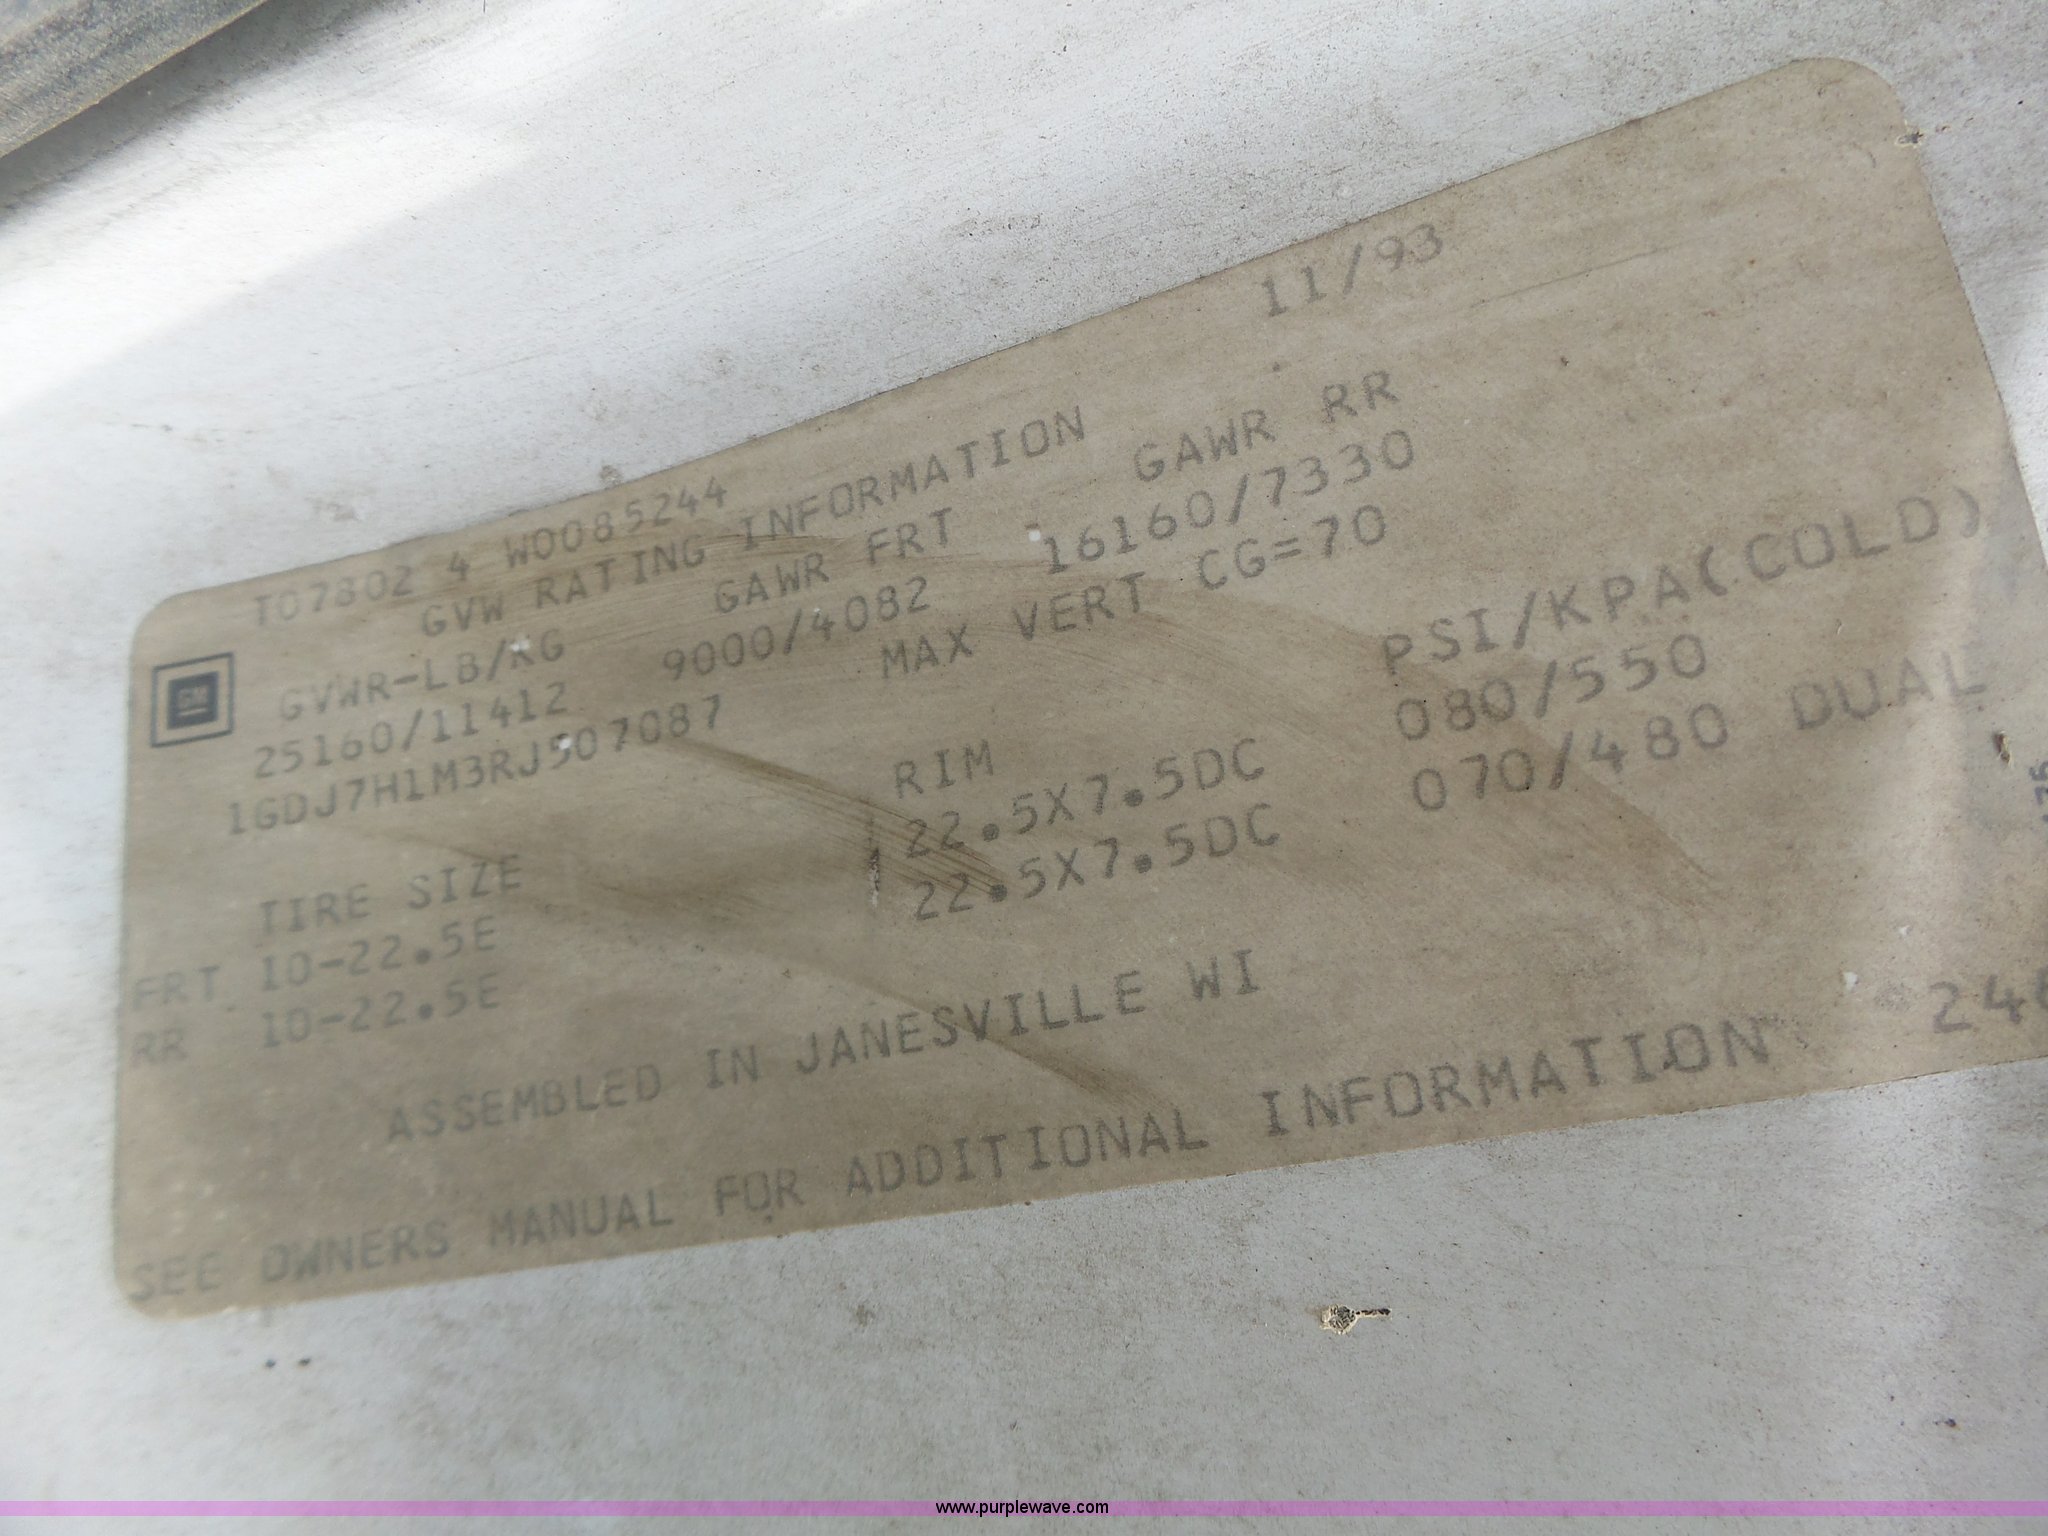 11/93
T07802 4 W0085244
GVW RATING INFORMATION
GM
GVWR-LB/KG GAWR FRT GAWR RR
25160/11412 9000/4082 16160/7330
1GDJ7H1M3RJ507087 MAX VERT CG=70
TIRE SIZE RIM PSI/KPA(COLD)
FRT 10-22.5E 22.5X7.5DC 080/550
RR 10-22.5E 22.5X7.5DC 070/480 DUAL
ASSEMBLED IN JANESVILLE WI
SEE OWNERS MANUAL FOR ADDITIONAL INFORMATION
www.purplewave.com